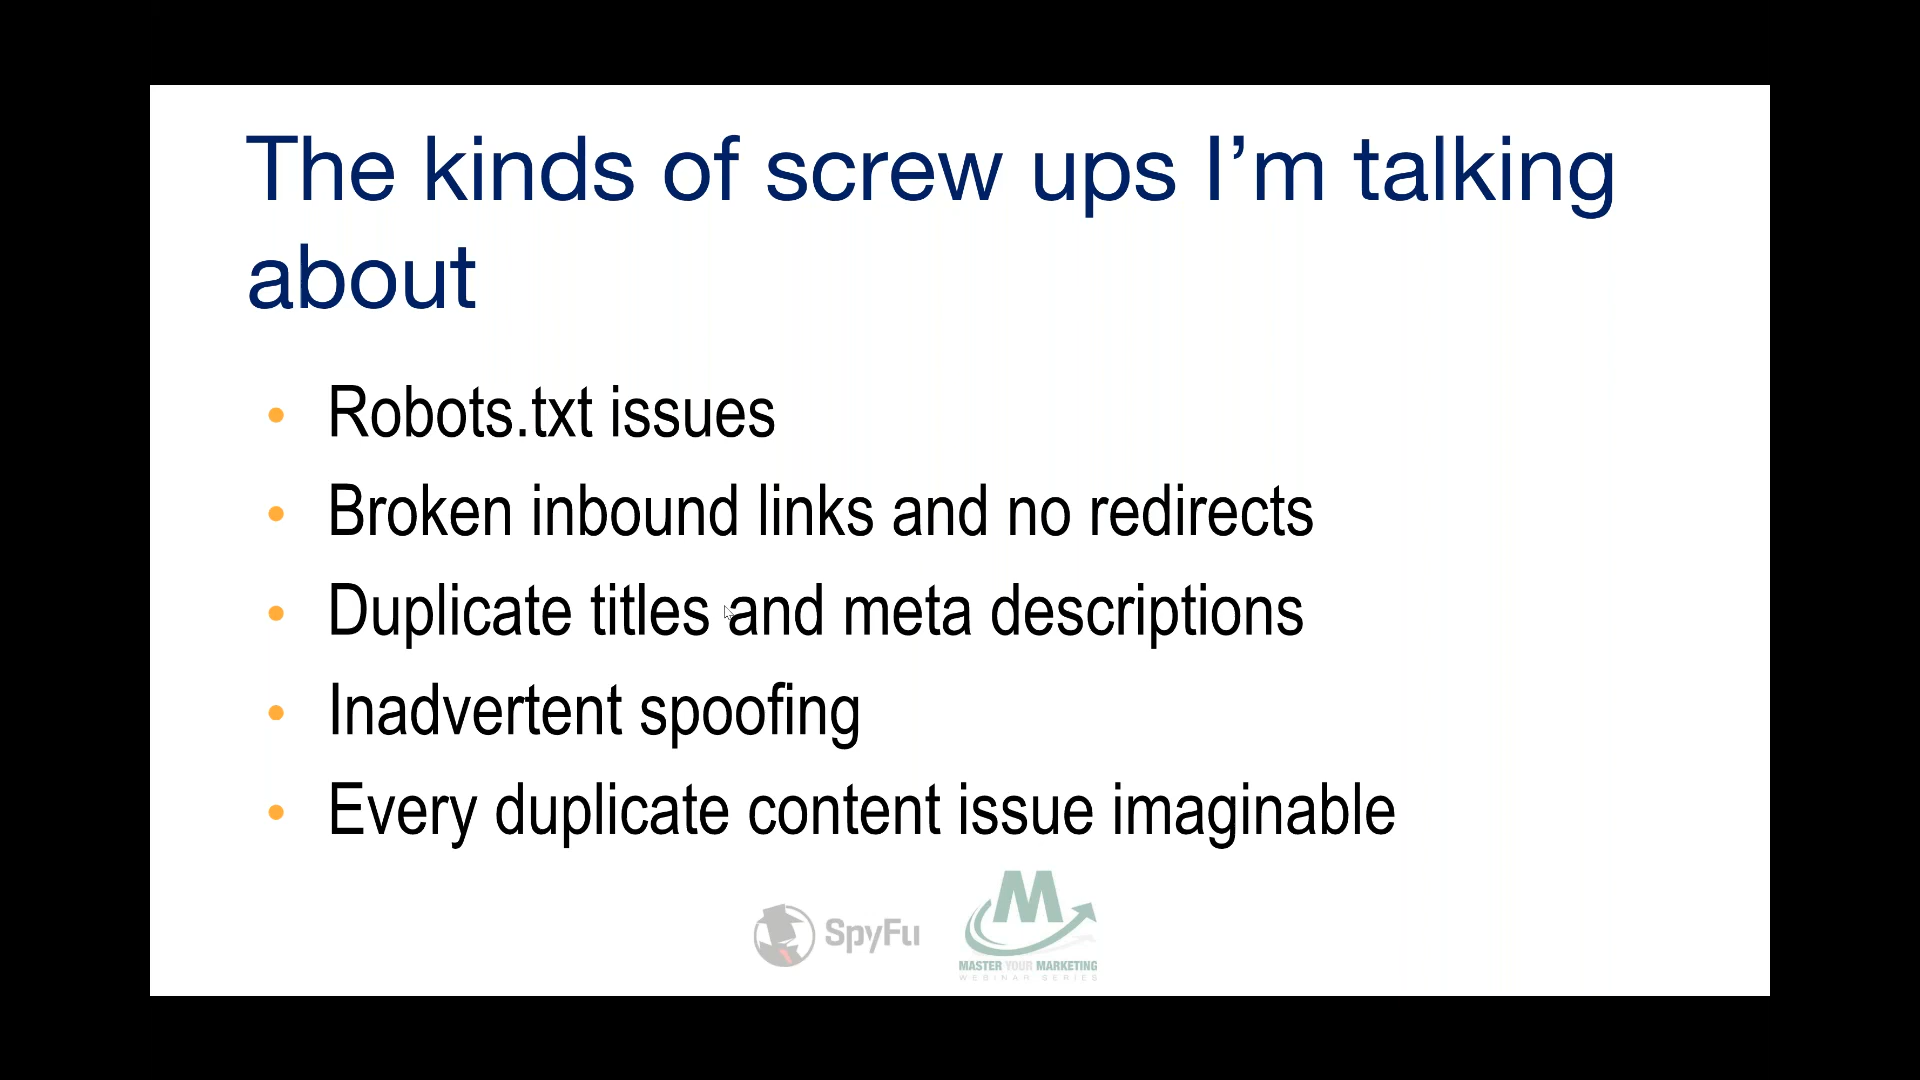 The kinds of screw ups I’m talking
about
• Robots.txt issues
• Broken inbound links and no redirects
• Duplicate titles and meta descriptions
• Inadvertent spoofing
• Every duplicate content issue imaginable
SpyFu
M
MASTER YOUR MARKETING
WEBINAR SERIES